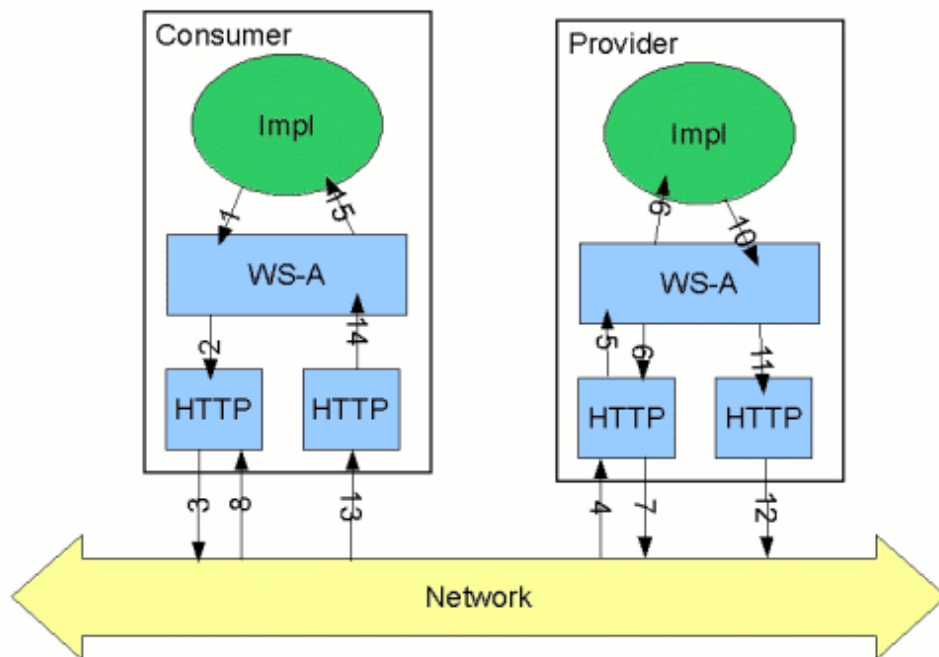 Consumer
Provider
Impl
Impl
1
15
9
10
WS-A
WS-A
2
14
5
6
11
HTTP
HTTP
HTTP
HTTP
3
8
13
4
7
12
Network